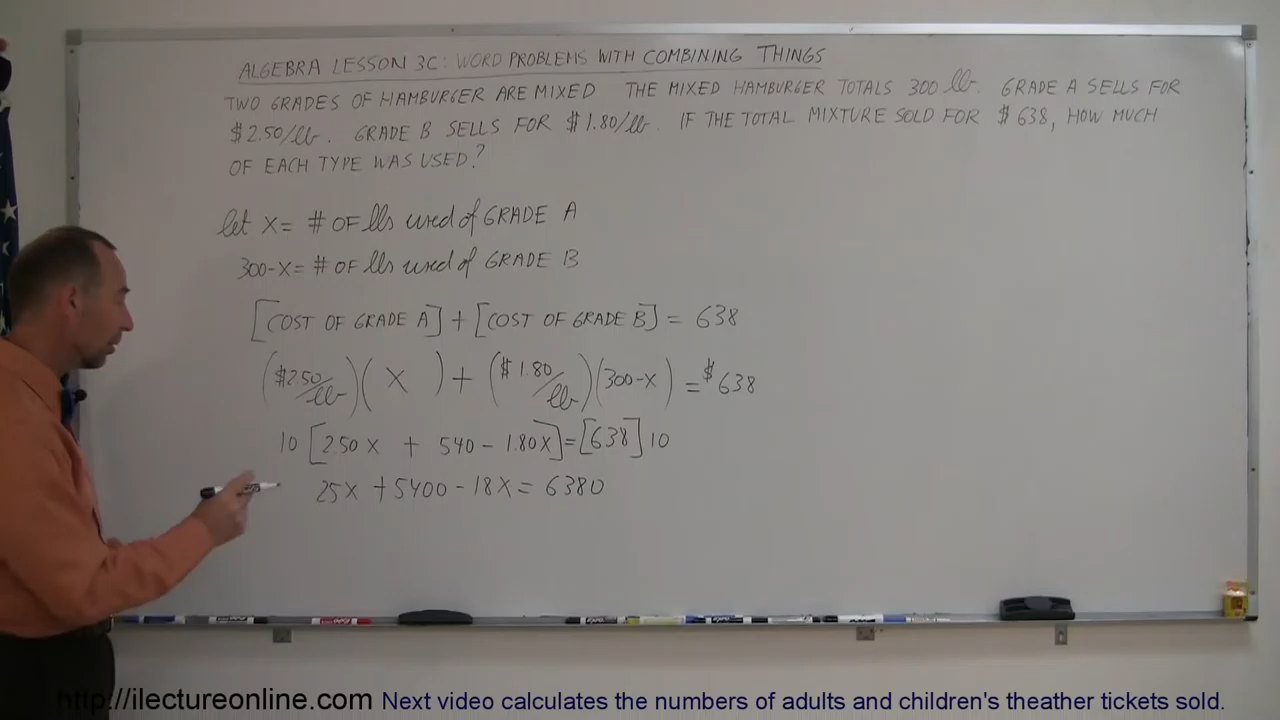 ALGEBRA LESSON 3C: WORD PROBLEMS WITH COMBINING THINGS
TWO GRADES OF HAMBURGER ARE MIXED THE MIXED HAMBURGER TOTALS 300 lb. GRADE A SELLS FOR
$2.50/lb. GRADE B SELLS FOR $1.80/lb. IF THE TOTAL MIXTURE SOLD FOR $638, HOW MUCH
OF EACH TYPE WAS USED?
let X = # OF lbs used of GRADE A
300-X = # OF lbs used of GRADE B
[COST OF GRADE A] + [COST OF GRADE B] = 638
($2.50/lb)(X) + ($1.80/lb)(300-X) = $638
10 [2.50X + 540 - 1.80X] = [638] 10
25X + 5400 - 18X = 6380
http://ilectureonline.com Next video calculates the numbers of adults and children's theather tickets sold.